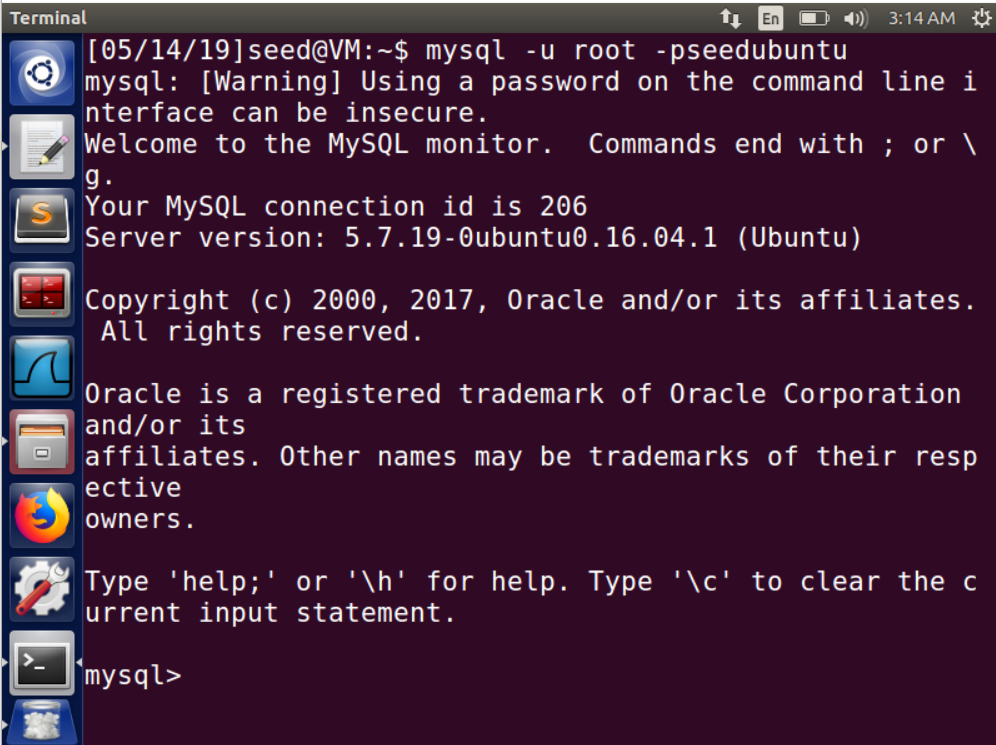 Terminal
En
3:14 AM
[05/14/19]seed@VM:~$ mysql -u root -pseedubuntu
mysql: [Warning] Using a password on the command line i
nterface can be insecure.
Welcome to the MySQL monitor.  Commands end with ; or \
g.
Your MySQL connection id is 206
Server version: 5.7.19-0ubuntu0.16.04.1 (Ubuntu)
Copyright (c) 2000, 2017, Oracle and/or its affiliates.
 All rights reserved.
Oracle is a registered trademark of Oracle Corporation
and/or its
affiliates. Other names may be trademarks of their resp
ective
owners.
Type 'help;' or '\h' for help. Type '\c' to clear the c
urrent input statement.
mysql>